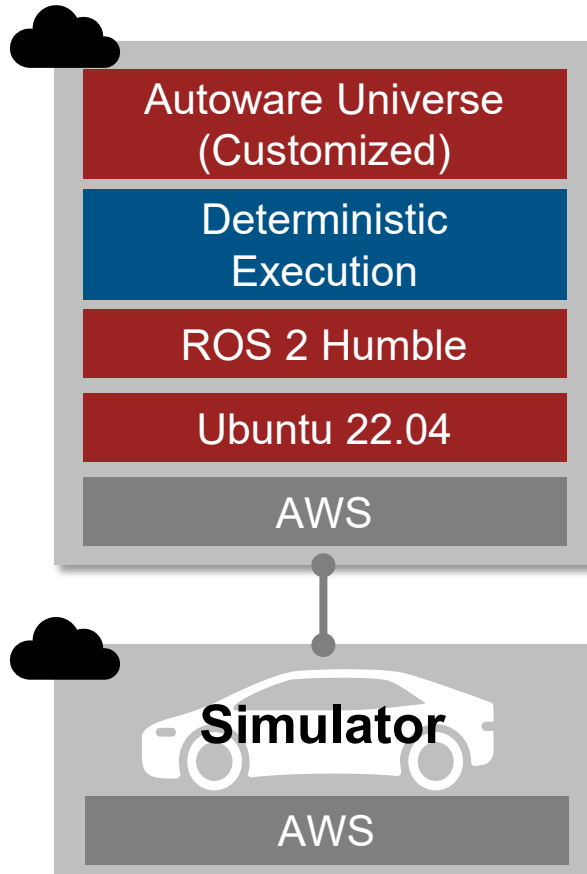 Autoware Universe
(Customized)
Deterministic
Execution
ROS 2 Humble
Ubuntu 22.04
AWS
Simulator
AWS